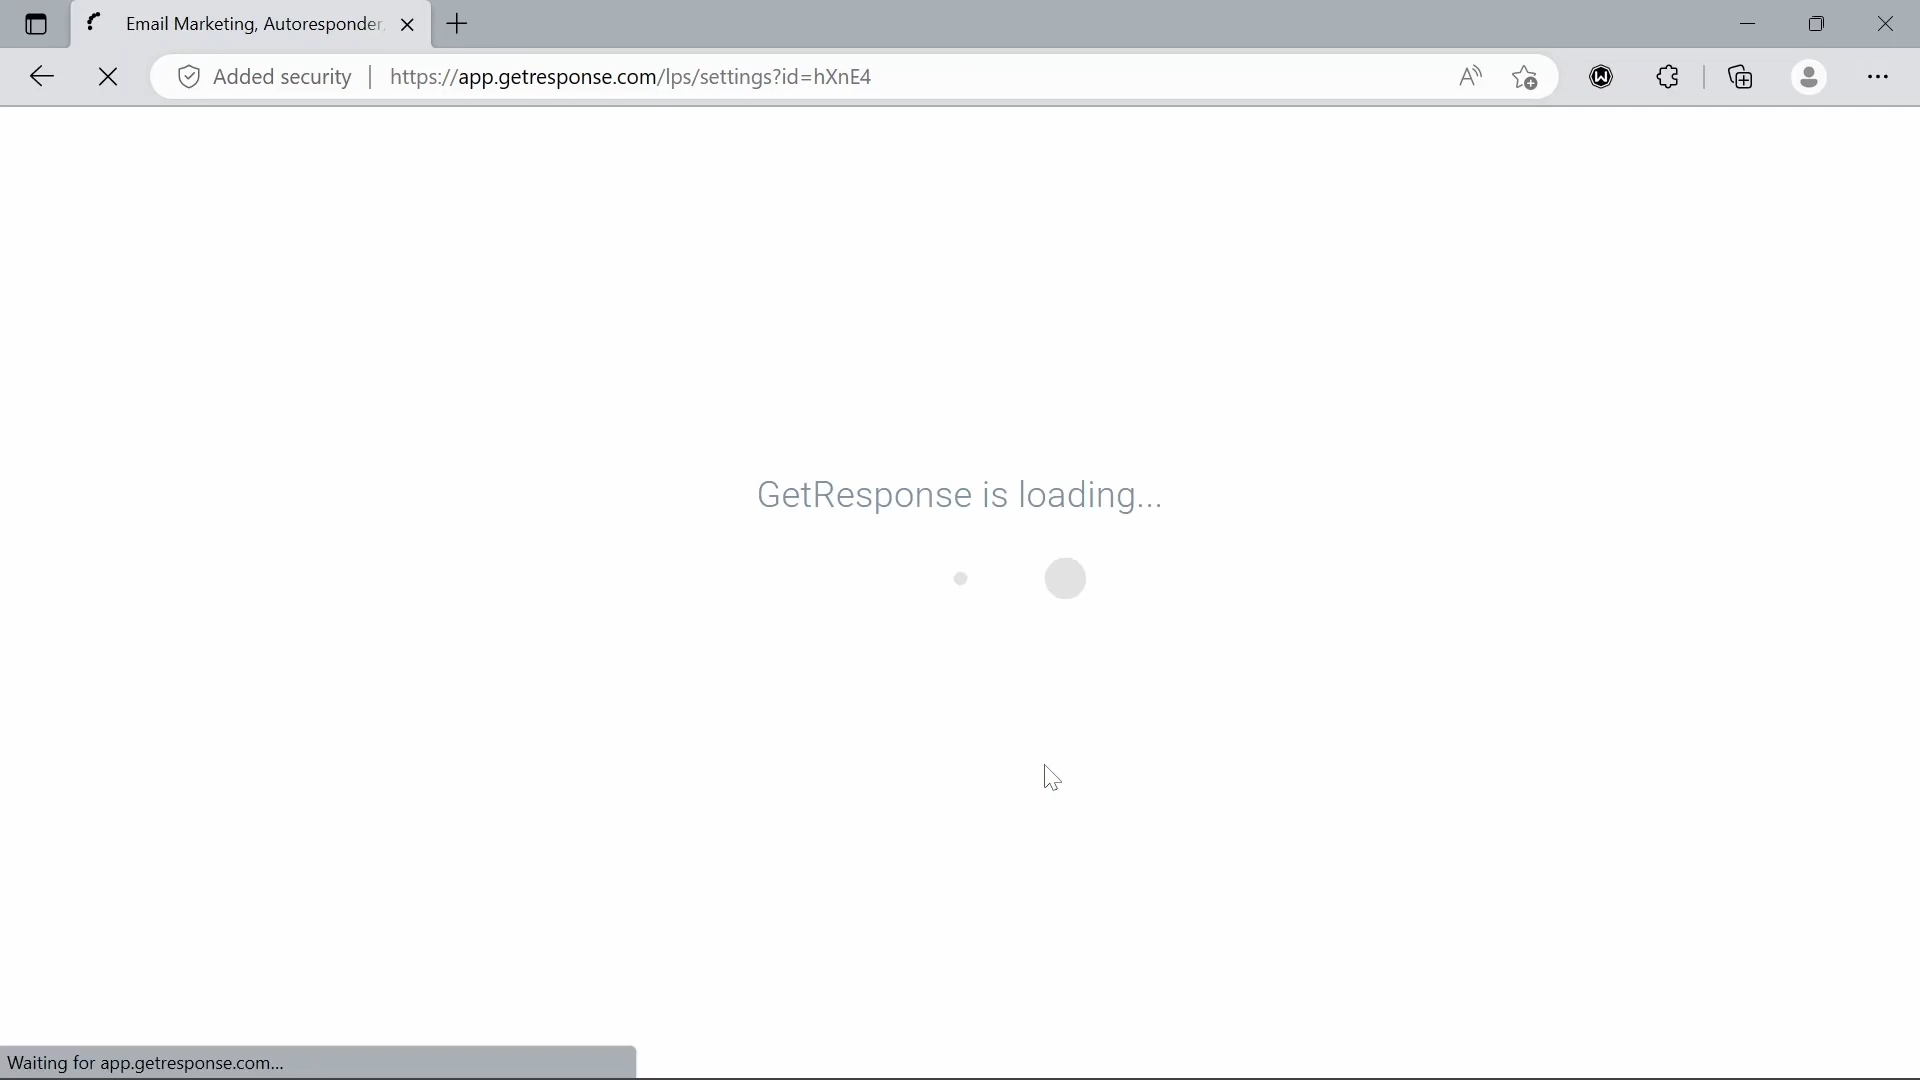 Email Marketing, Autoresponder,
Added security
https://app.getresponse.com/lps/settings?id=hXnE4
GetResponse is loading...
Waiting for app.getresponse.com...